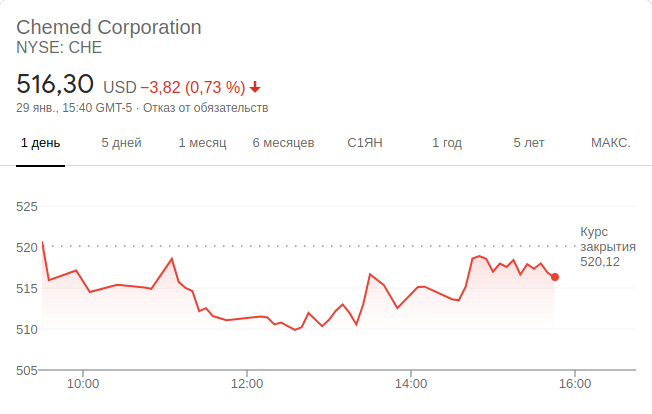 Chemed Corporation
NYSE: CHE
516,30 USD −3,82 (0,73 %)
29 янв., 15:40 GMT-5 · Отказ от обязательств
1 день 5 дней 1 месяц 6 месяцев С1ЯН 1 год 5 лет МАКС.
525
520
515
510
505
Курс
закрытия
520,12
10:00 12:00 14:00 16:00